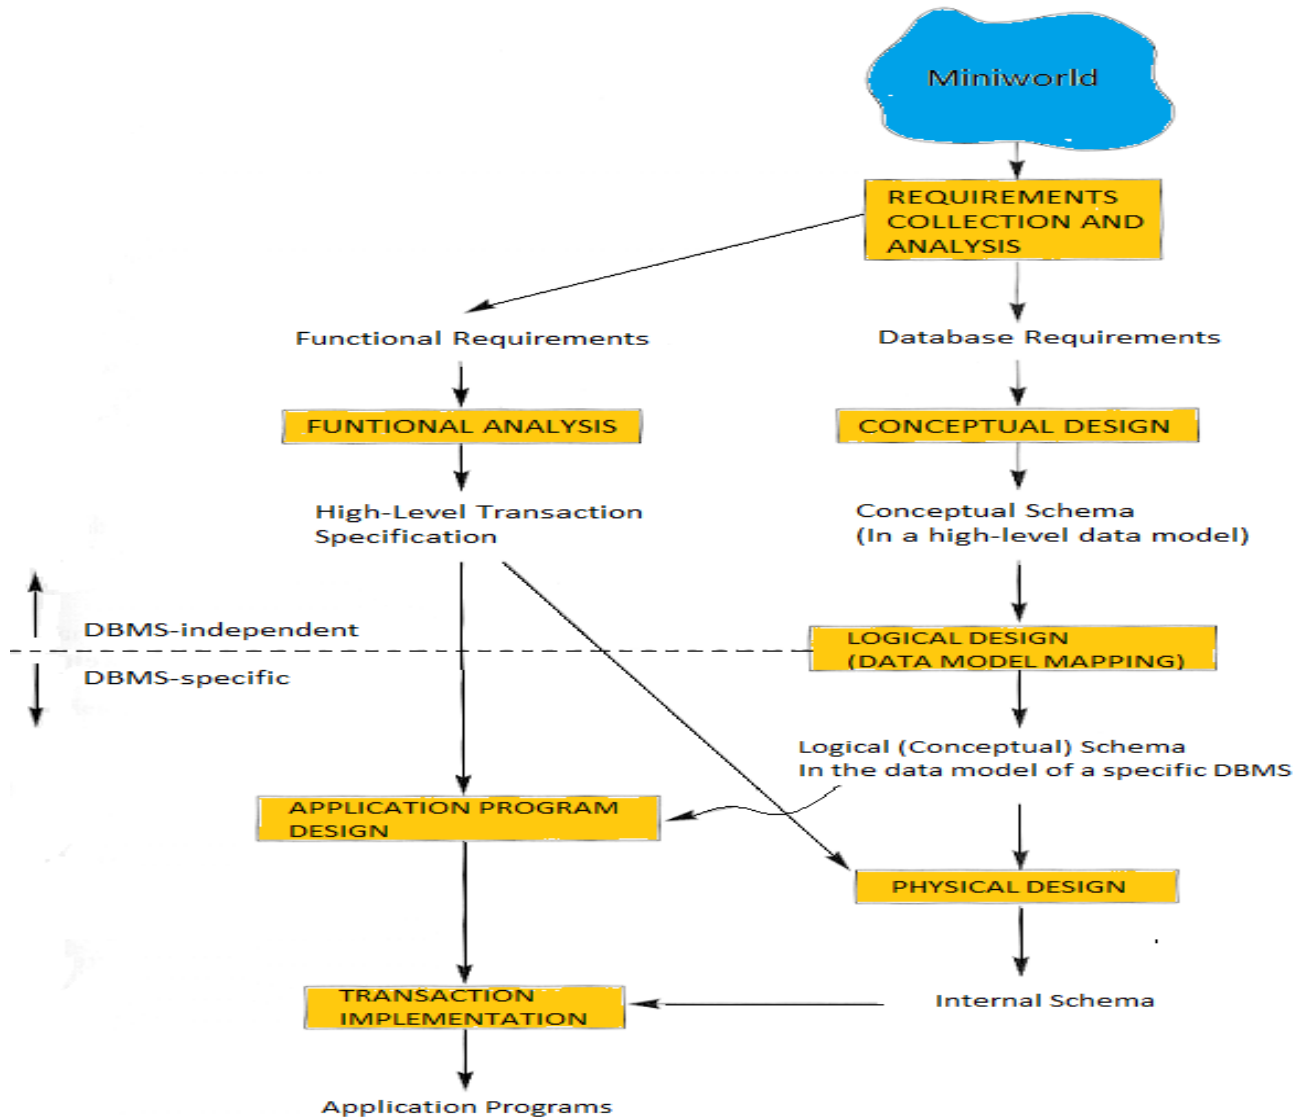 Miniworld
REQUIREMENTS
COLLECTION AND
ANALYSIS
Functional Requirements
Database Requirements
FUNTIONAL ANALYSIS
CONCEPTUAL DESIGN
High-Level Transaction
Specification
Conceptual Schema
(In a high-level data model)
DBMS-independent
DBMS-specific
LOGICAL DESIGN
(DATA MODEL MAPPING)
Logical (Conceptual) Schema
In the data model of a specific DBMS
APPLICATION PROGRAM
DESIGN
PHYSICAL DESIGN
TRANSACTION
IMPLEMENTATION
Internal Schema
Application Programs